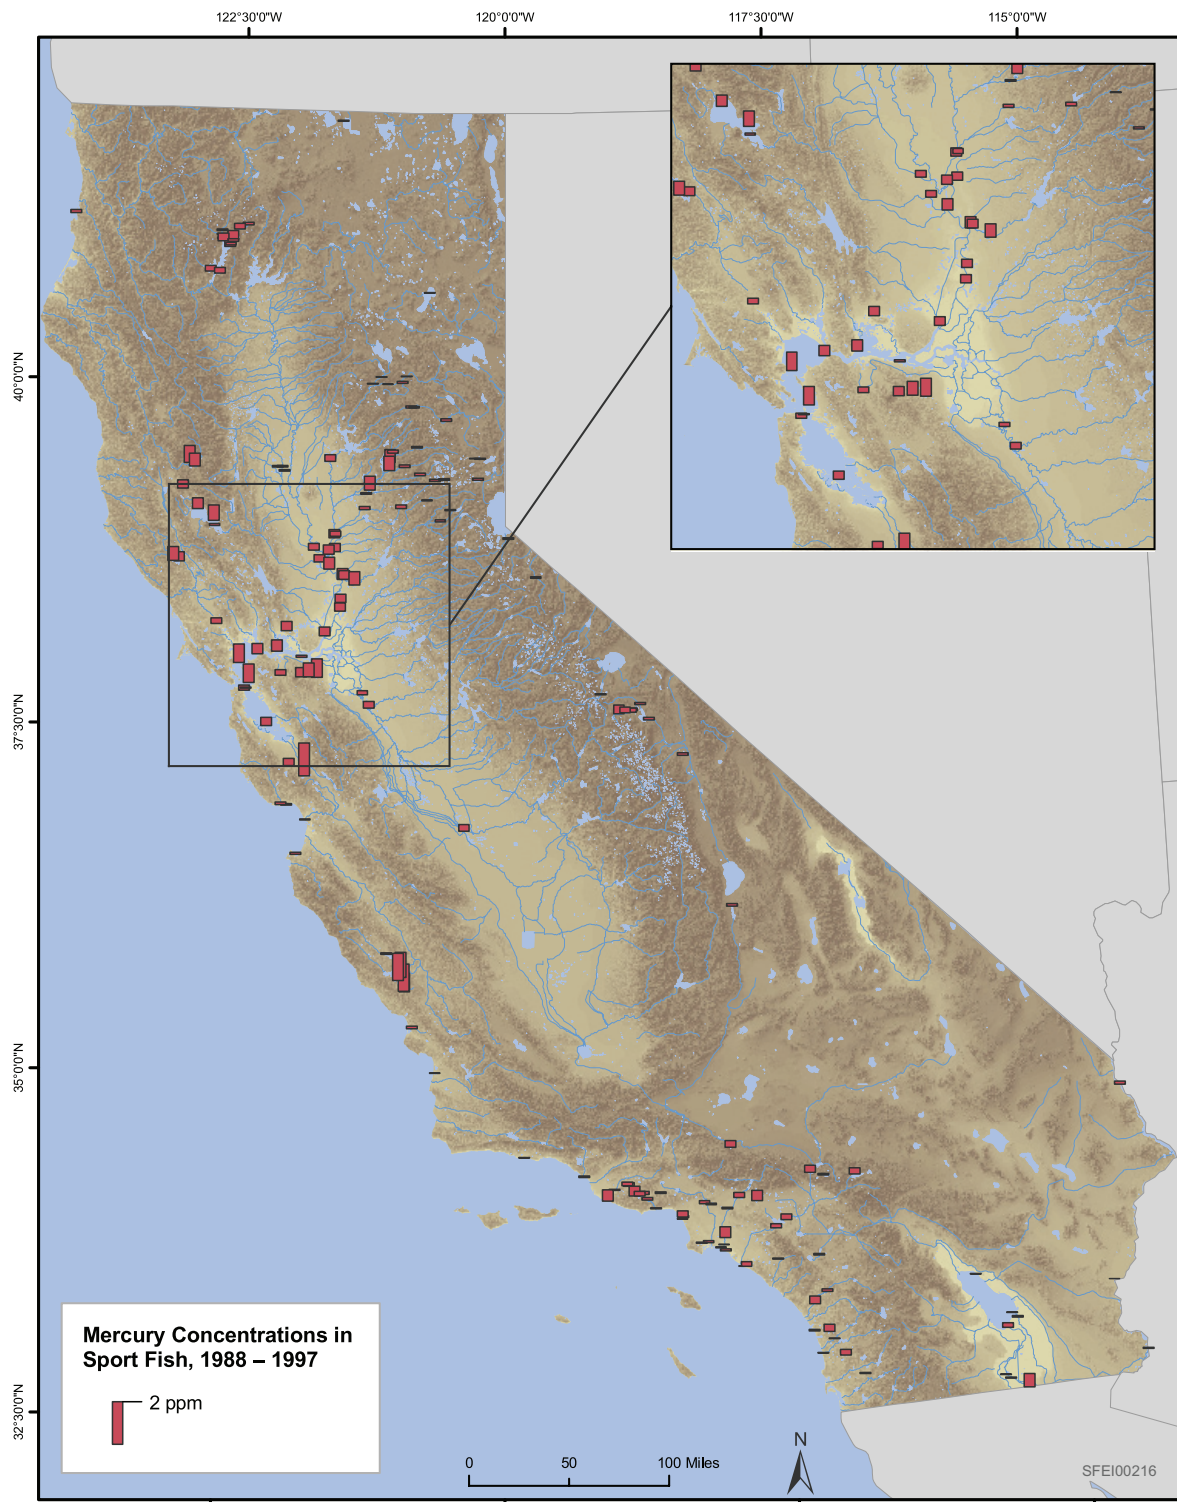 122°30'0"W
120°0'0"W
117°30'0"W
115°0'0"W
40°0'0"N
37°30'0"N
35°0'0"N
32°30'0"N
Mercury Concentrations in
Sport Fish, 1988 – 1997
2 ppm
0 50 100 Miles
N
SFEI00216